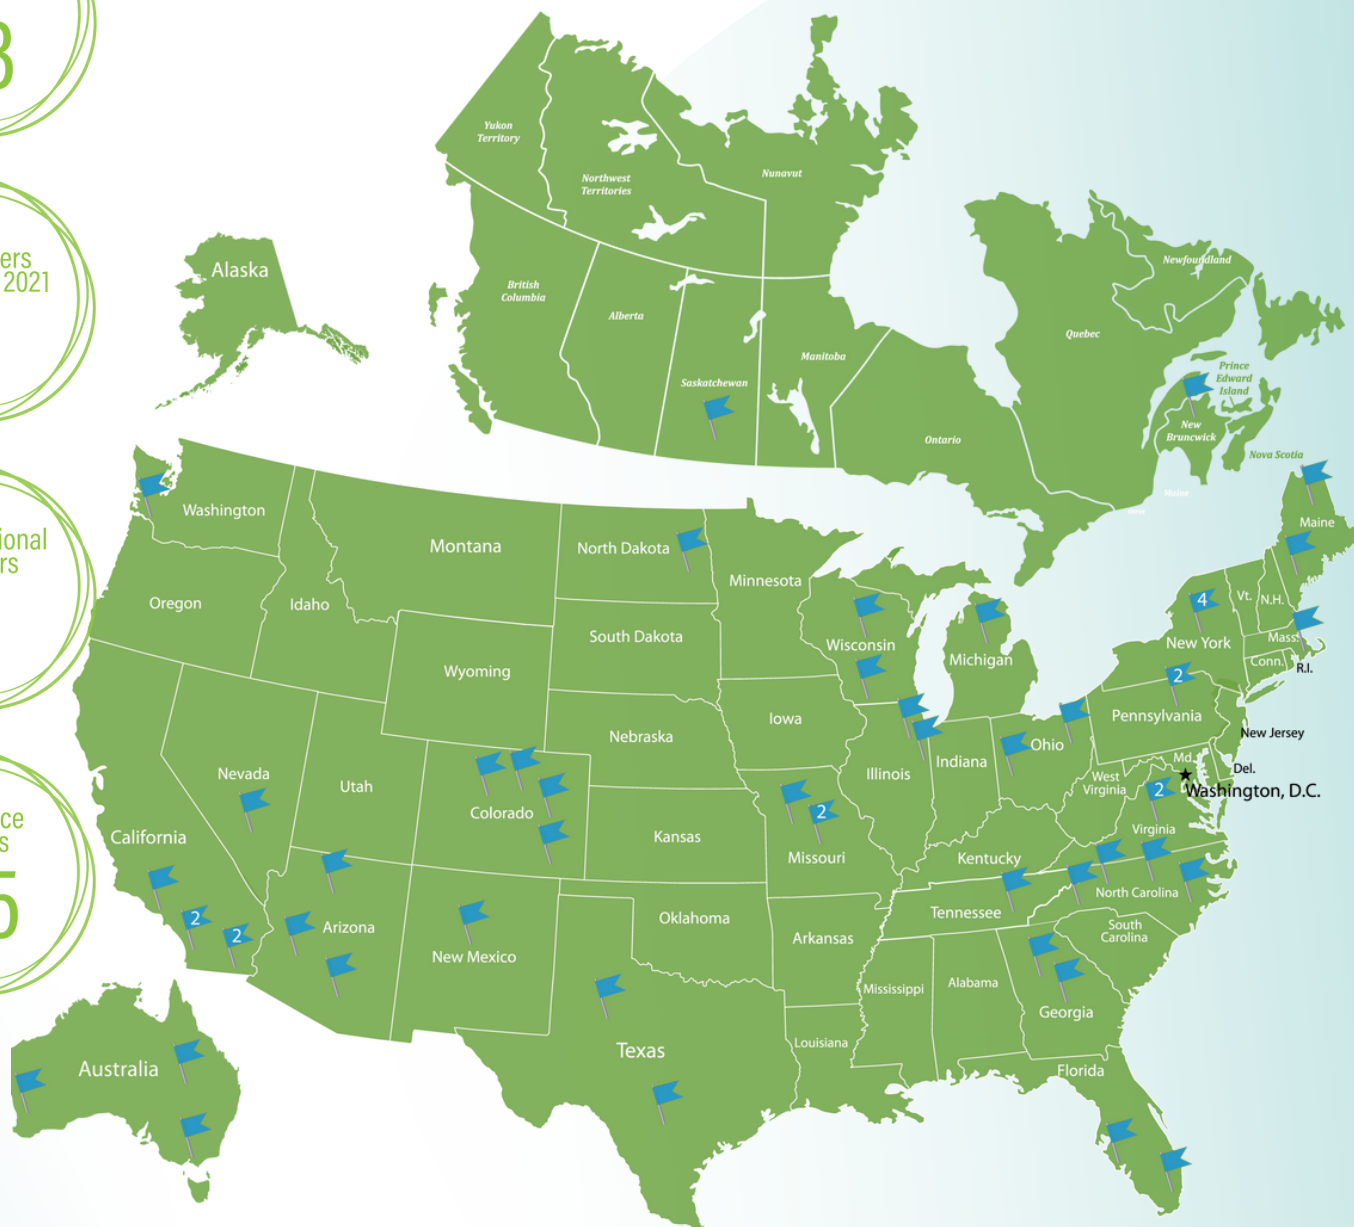 3
ers
2021
ional
rs
ce
s
5
Yukon
Territory
Northwest
Territories
Nunavut
Alaska
British
Columbia
Alberta
Saskatchewan
Manitoba
Ontario
Quebec
Newfoundland
Prince
Edward
Island
New
Bruncwick
Nova Scotia
Maine
Washington
Oregon
Idaho
Montana
North Dakota
Minnesota
South Dakota
Wyoming
Wisconsin
Michigan
Maine
4
New York
Vt.
N.H.
Mass.
Conn.
R.I.
2
Pennsylvania
New Jersey
Md.
Del.
Washington, D.C.
Nevada
Utah
California
Colorado
Nebraska
Iowa
Illinois
Indiana
Ohio
West
Virginia
2
Virginia
Kansas
2
Missouri
Kentucky
North Carolina
Tennessee
South
Carolina
2
2
Arizona
New Mexico
Oklahoma
Arkansas
Mississippi
Alabama
Georgia
Texas
Louisiana
Florida
Australia